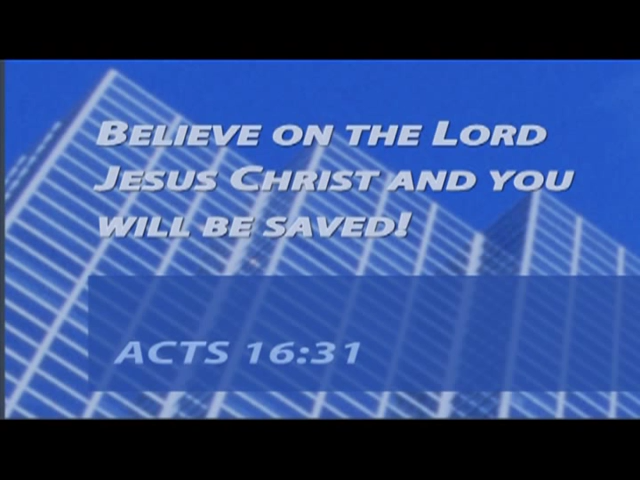 BELIEVE ON THE LORD
JESUS CHRIST AND YOU
WILL BE SAVED!
ACTS 16:31